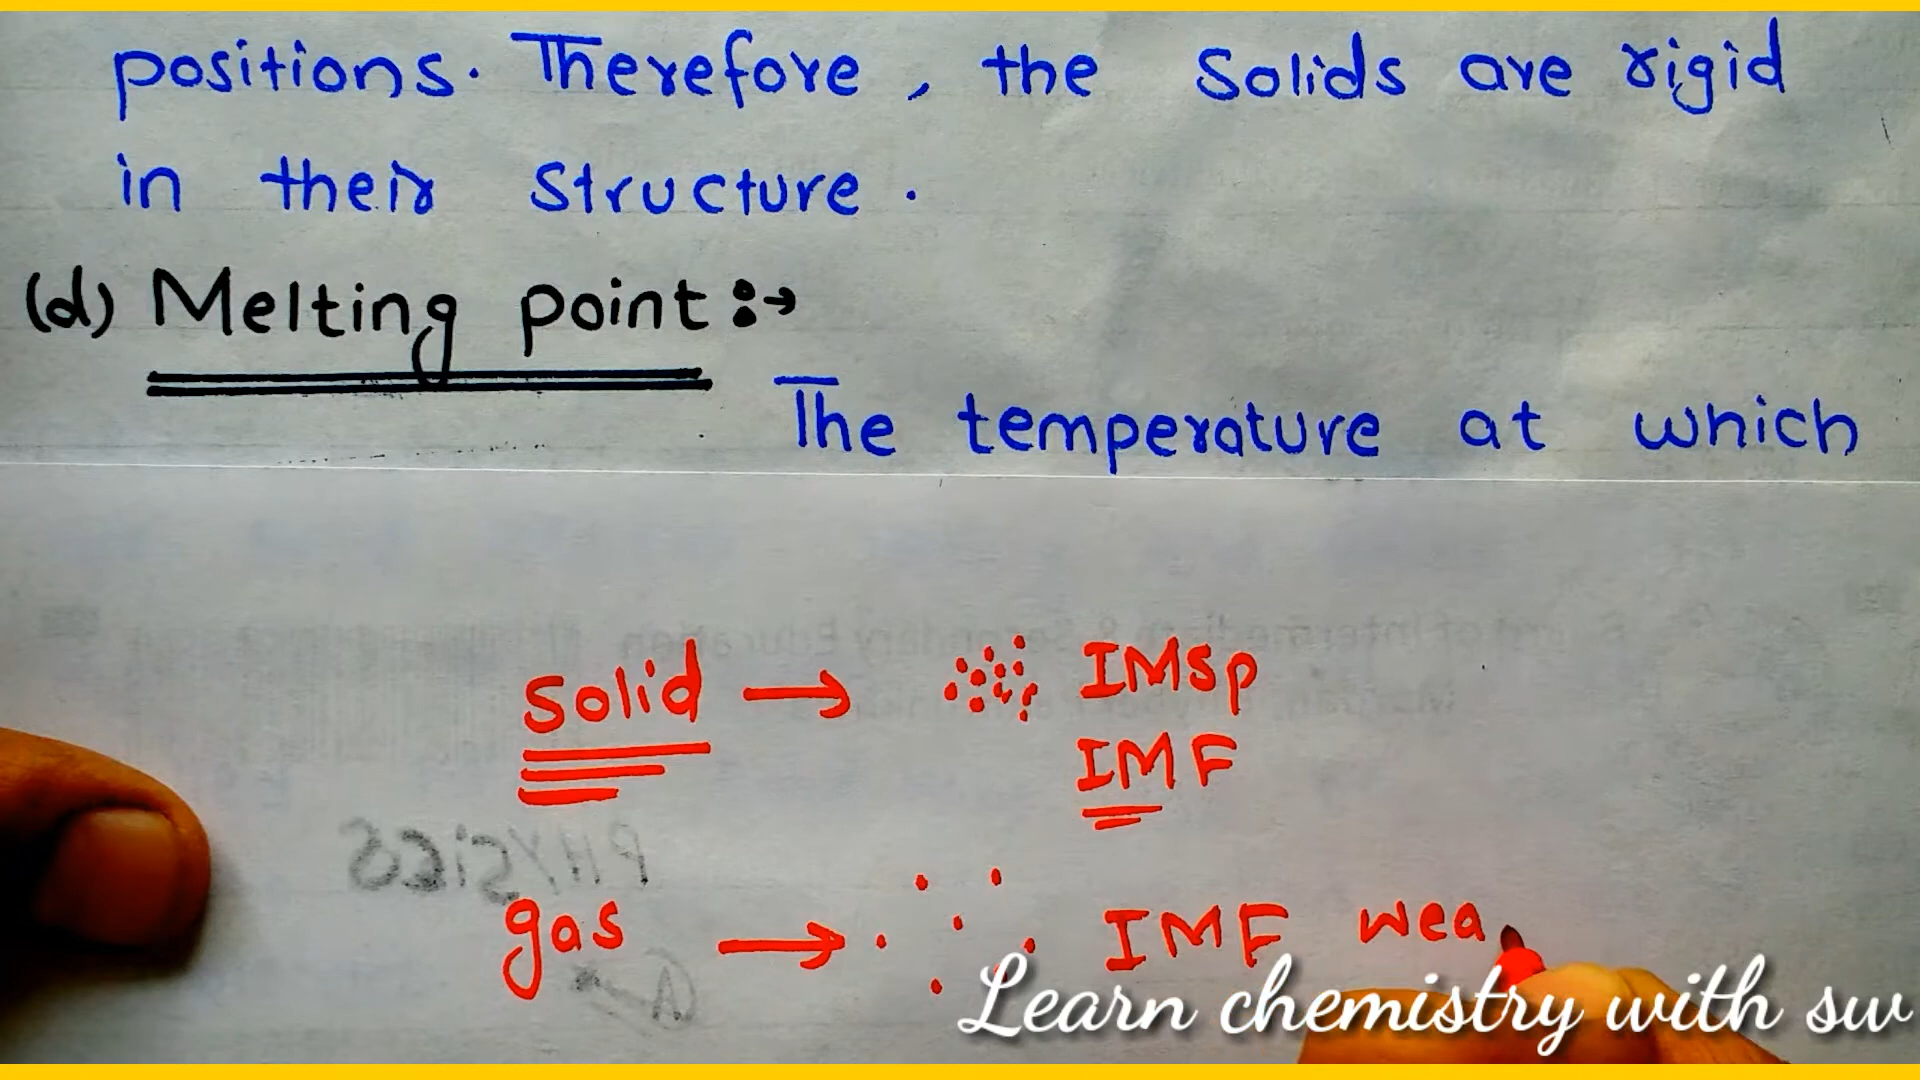 positions. Therefore, the solids are rigid
in their structure.
(d) Melting point :→
The temperature at which
solid → IMSP
IMF
PHYSICS
gas → IMF wea
Learn chemistry with sw